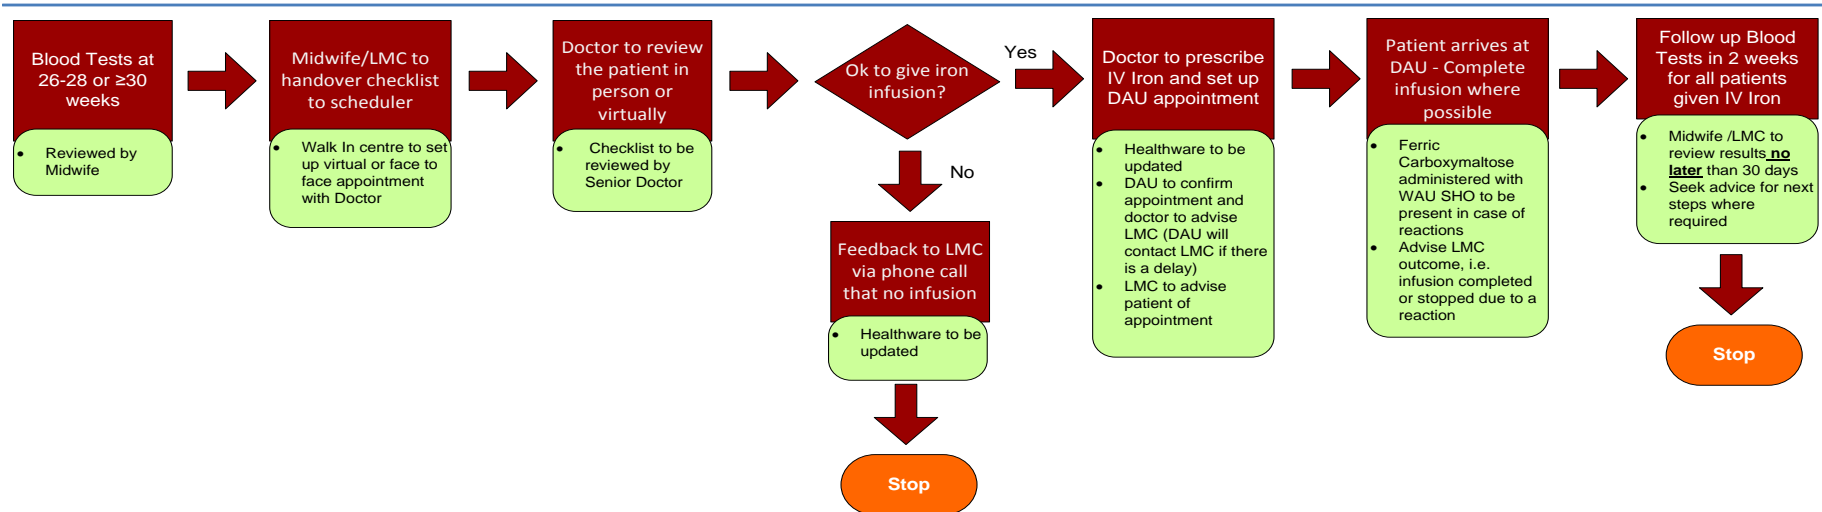 Blood Tests at
26-28 or ≥30
weeks
• Reviewed by
Midwife
Midwife/LMC to
handover checklist
to scheduler
• Walk In centre to set
up virtual or face to
face appointment
with Doctor
Doctor to review
the patient in
person or
virtually
• Checklist to be
reviewed by
Senior Doctor
Ok to give iron
infusion?
Yes
No
Feedback to LMC
via phone call
that no infusion
• Healthware to be
updated
Stop
Doctor to prescribe
IV Iron and set up
DAU appointment
• Healthware to be
updated
• DAU to confirm
appointment and
doctor to advise
LMC (DAU will
contact LMC if there
is a delay)
• LMC to advise
patient of
appointment
Patient arrives at
DAU - Complete
infusion where
possible
• Ferric
Carboxymaltose
administered with
WAU SHO to be
present in case of
reactions
• Advise LMC
outcome, i.e.
infusion completed
or stopped due to a
reaction
Follow up Blood
Tests in 2 weeks
for all patients
given IV Iron
• Midwife /LMC to
review results no
later than 30 days
• Seek advice for next
steps where
required
Stop